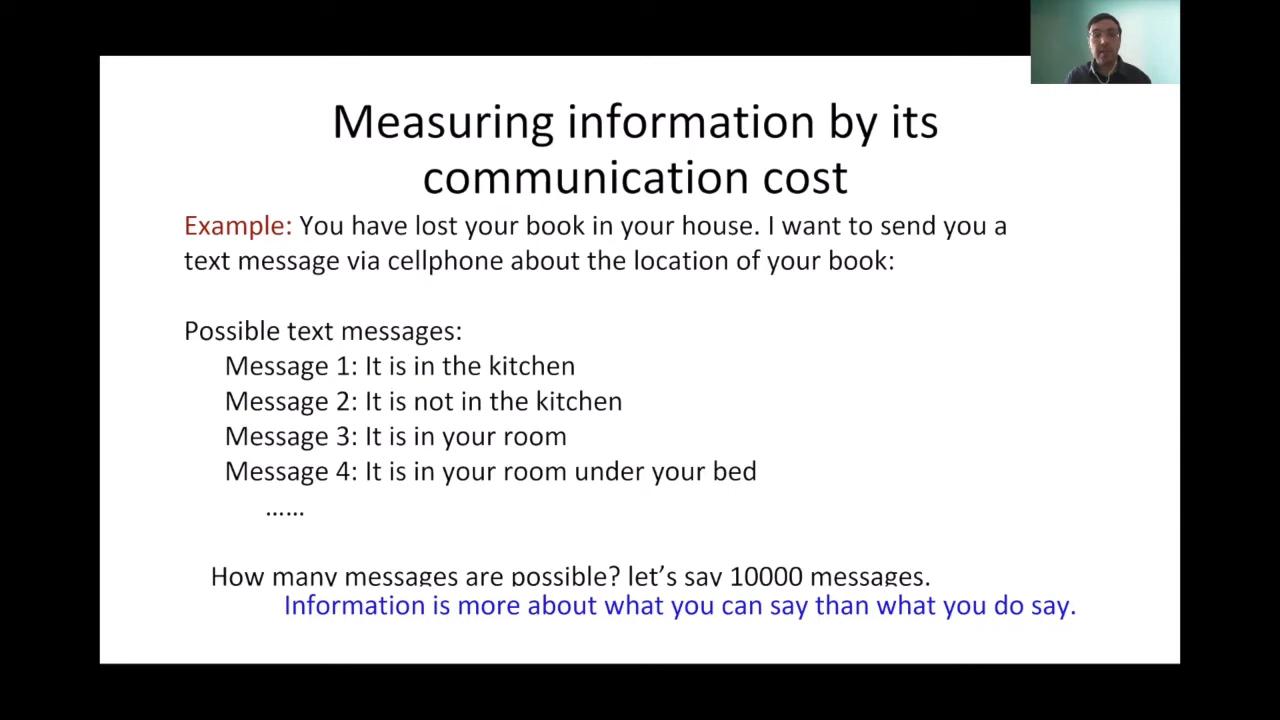 Measuring information by its
communication cost
Example: You have lost your book in your house. I want to send you a
text message via cellphone about the location of your book:
Possible text messages:
Message 1: It is in the kitchen
Message 2: It is not in the kitchen
Message 3: It is in your room
Message 4: It is in your room under your bed
……
How many messages are possible? let’s say 10000 messages.
Information is more about what you can say than what you do say.